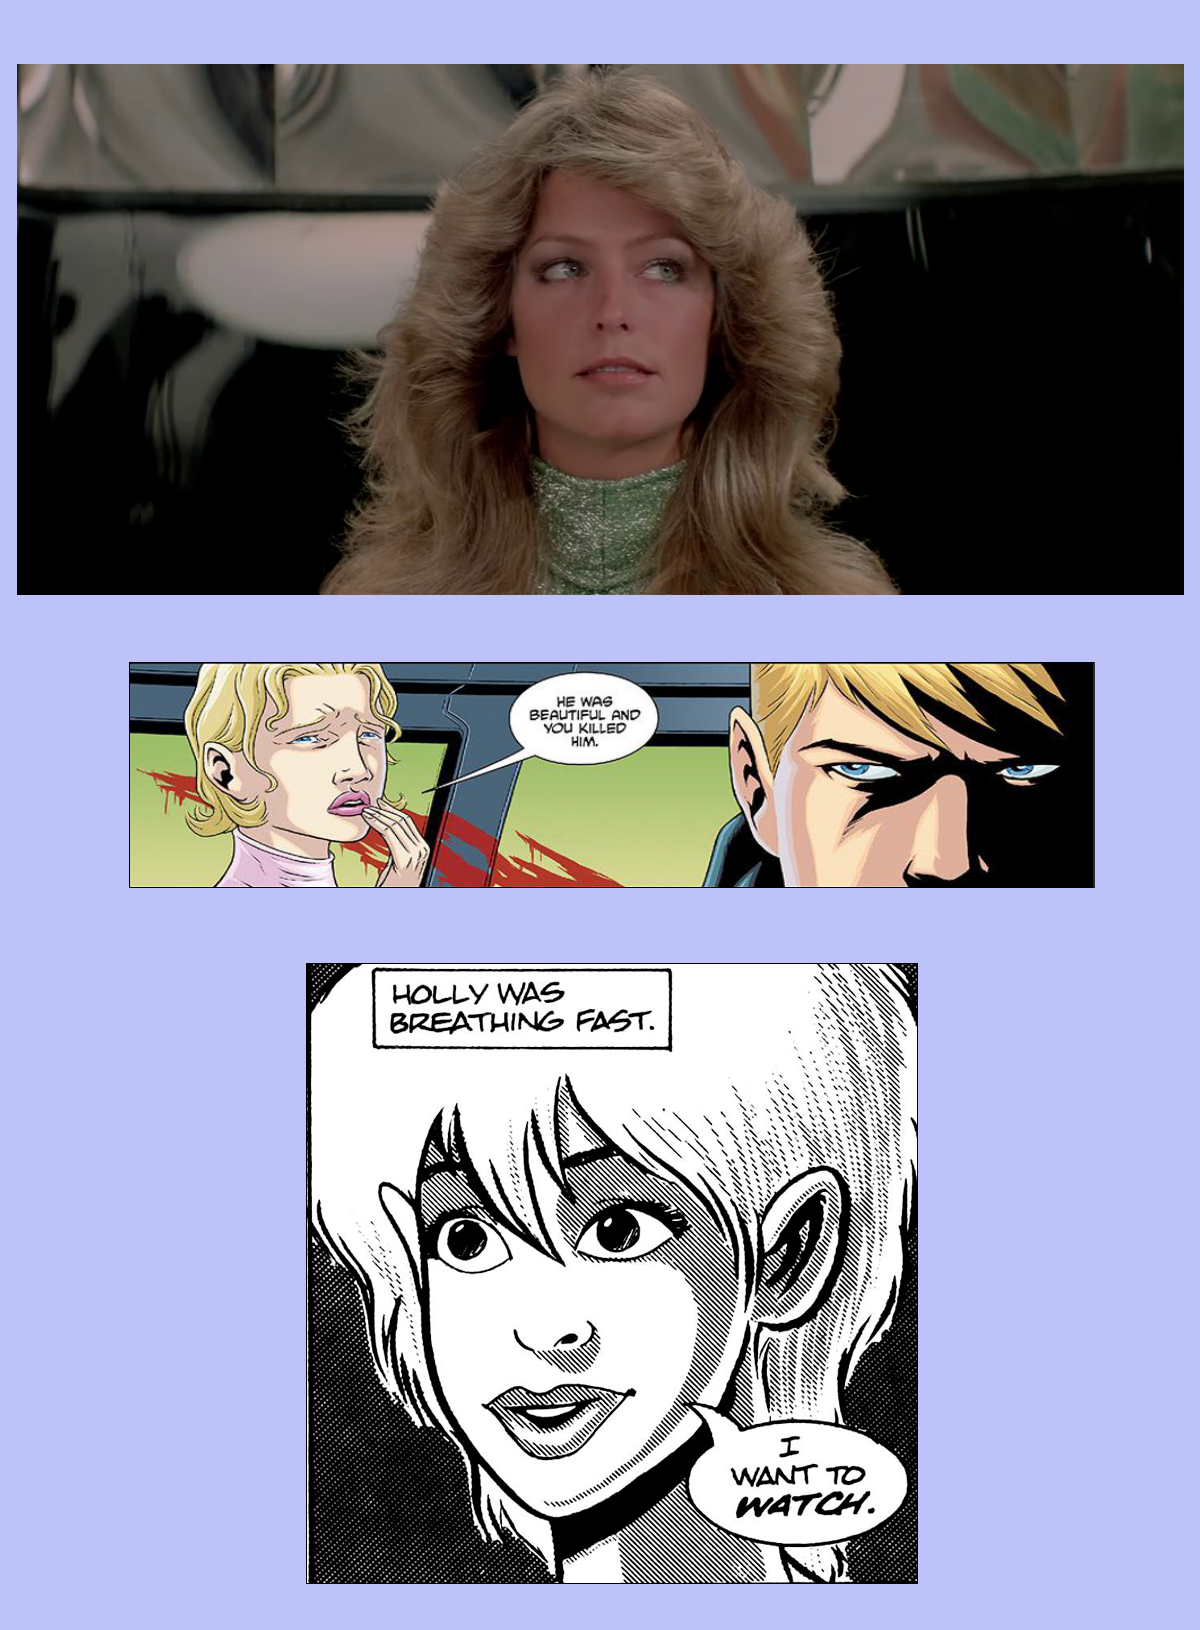 HE WAS
BEAUTIFUL AND
YOU KILLED
HIM.
HOLLY WAS
BREATHING FAST.
I
WANT TO
WATCH.